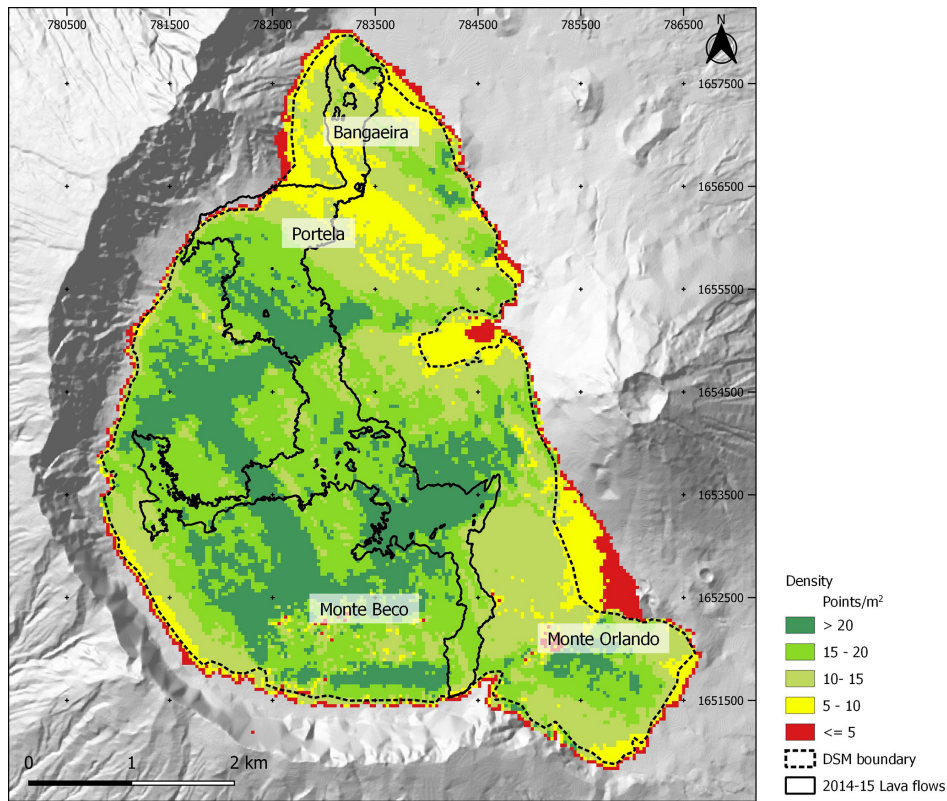 780500 781500 782500 783500 784500 785500 786500
N
1657500
Bangaeira
1656500
Portela
1655500
1654500
1653500
1652500
Monte Beco
Monte Orlando
1651500
0 1 2 km
Density
Points/m²
> 20
15 - 20
10- 15
5 - 10
<= 5
DSM boundary
2014-15 Lava flows